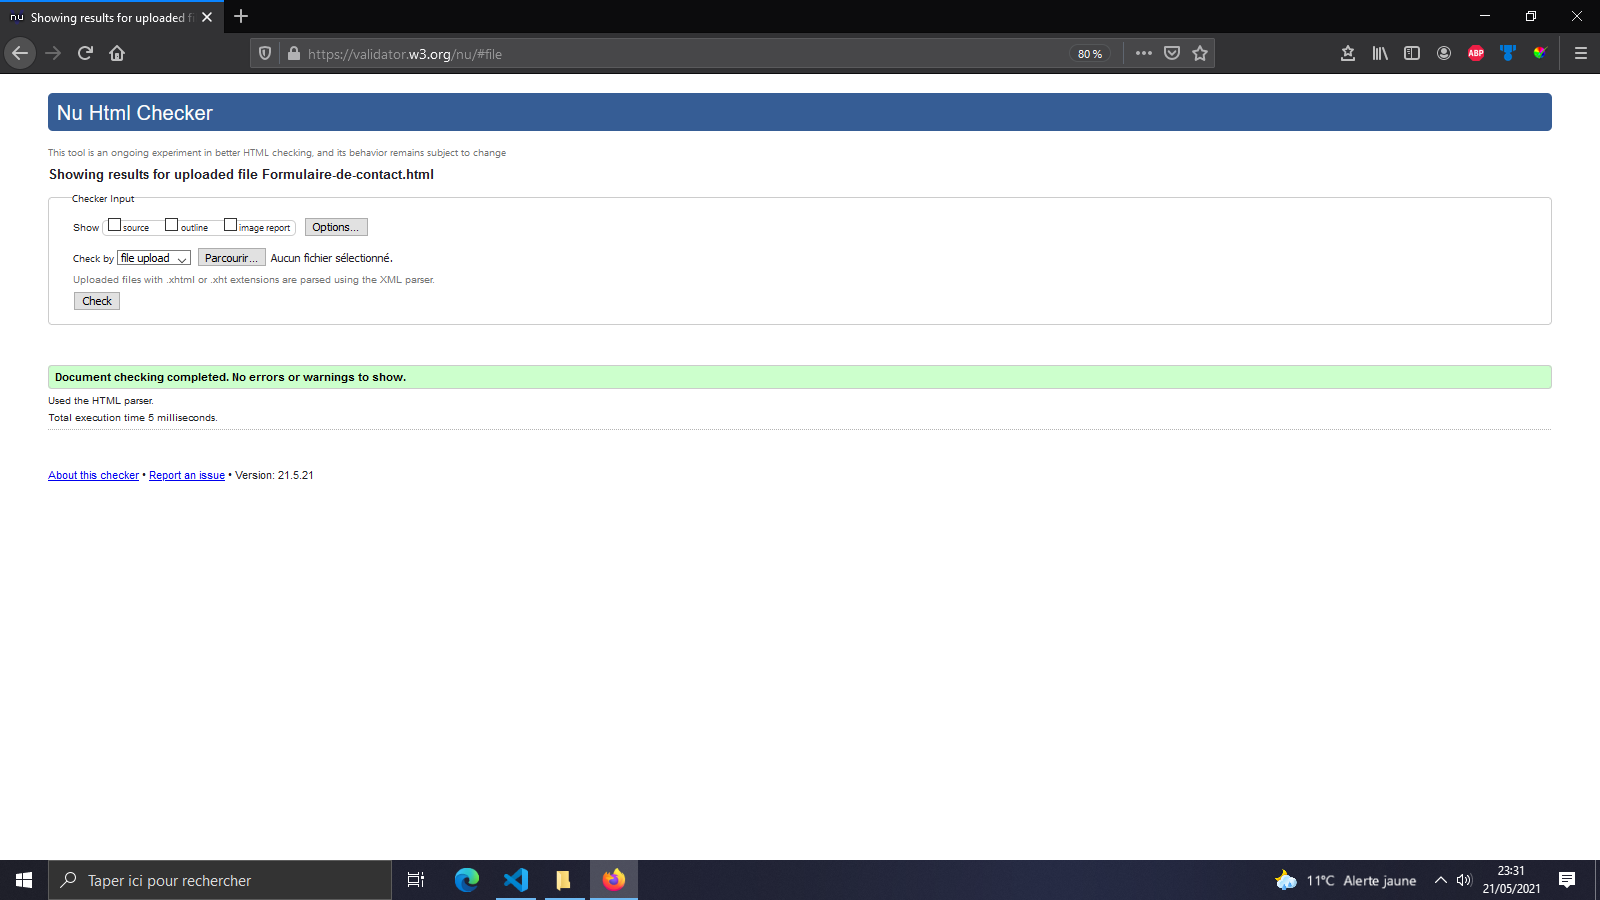 nu Showing results for uploaded fi
https://validator.w3.org/nu/#file
80 %
ABP
Nu Html Checker
This tool is an ongoing experiment in better HTML checking, and its behavior remains subject to change
Showing results for uploaded file Formulaire-de-contact.html
Checker Input
Show source outline image report Options...
Check by file upload Parcourir... Aucun fichier sélectionné.
Uploaded files with .xhtml or .xht extensions are parsed using the XML parser.
Check
Document checking completed. No errors or warnings to show.
Used the HTML parser.
Total execution time 5 milliseconds.
About this checker • Report an issue • Version: 21.5.21
Taper ici pour rechercher
11°C Alerte jaune
23:31
21/05/2021